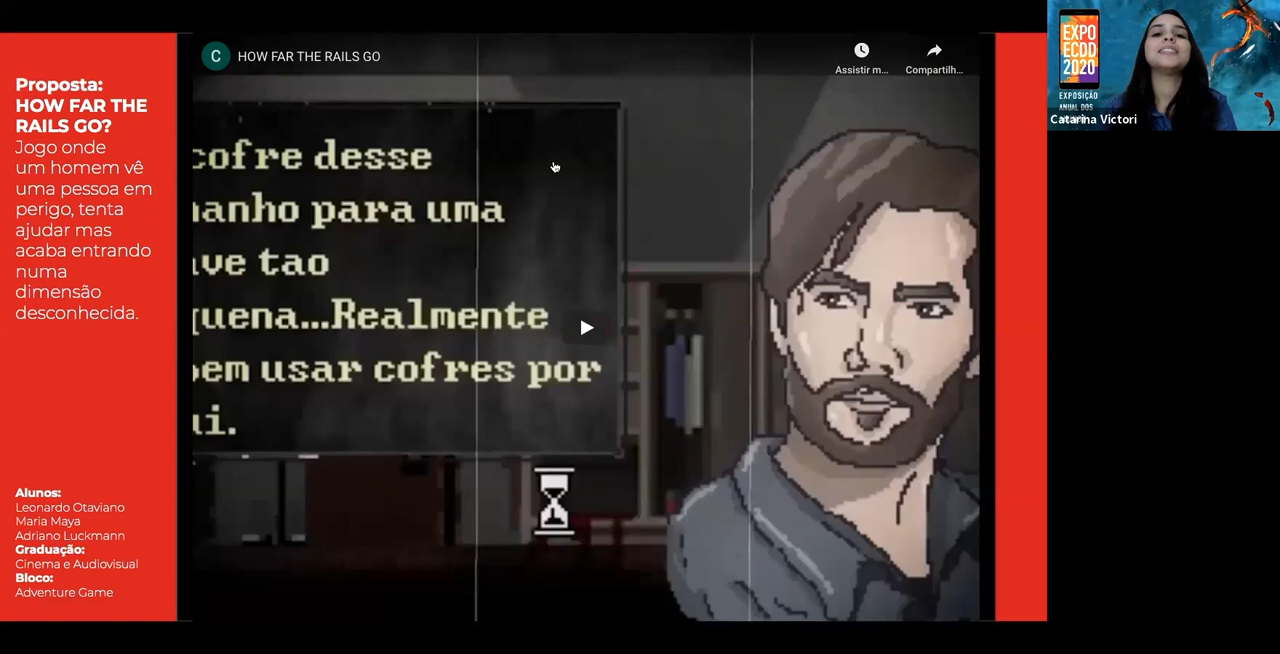 Proposta:
HOW FAR THE
RAILS GO?
Jogo onde
um homem vê
uma pessoa em
perigo, tenta
ajudar mas
acaba entrando
numa
dimensão
desconhecida.
Alunos:
Leonardo Otaviano
Maria Maya
Adriano Luckmann
Graduação:
Cinema e Audiovisual
Bloco:
Adventure Game
C
HOW FAR THE RAILS GO
Assistir m...
Compartilh...
cofre desse
anho para uma
ve tao
quena...Realmente
em usar cofres por
ui.
EXPO
ECDD
2020
EXPOSIÇÃO
ANUAL DOS
Catarina Victori